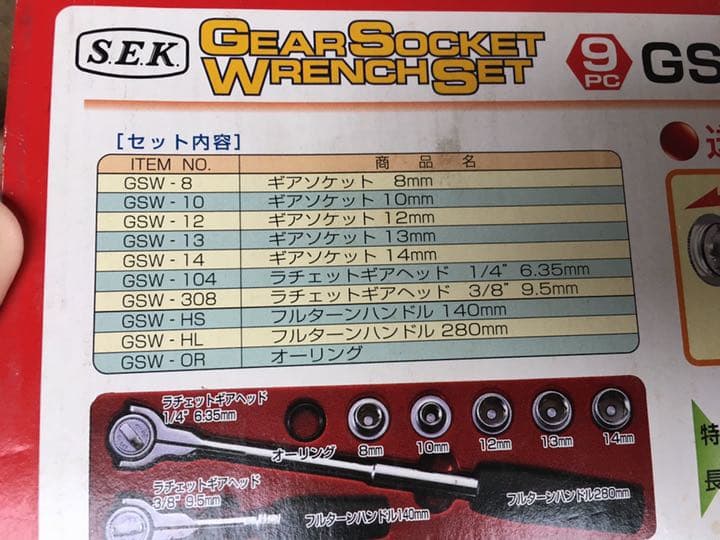 S.E.K.
GEAR SOCKET
WRENCH SET
9
PC
GS
[セット内容]
ITEM NO. 商品名
GSW-8 ギアソケット 8mm
GSW-10 ギアソケット 10mm
GSW-12 ギアソケット 12mm
GSW-13 ギアソケット 13mm
GSW-14 ギアソケット 14mm
GSW-104 ラチェットギアヘッド 1/4" 6.35mm
GSW-308 ラチェットギアヘッド 3/8" 9.5mm
GSW-HS フルターンハンドル 140mm
GSW-HL フルターンハンドル 280mm
GSW-OR オーリング
ラチェットギアヘッド
1/4" 6.35mm
オーリング
8mm
10mm
12mm
13mm
14mm
ラチェットギアヘッド
3/8" 9.5mm
フルターンハンドル140mm
フルターンハンドル280mm
特
長